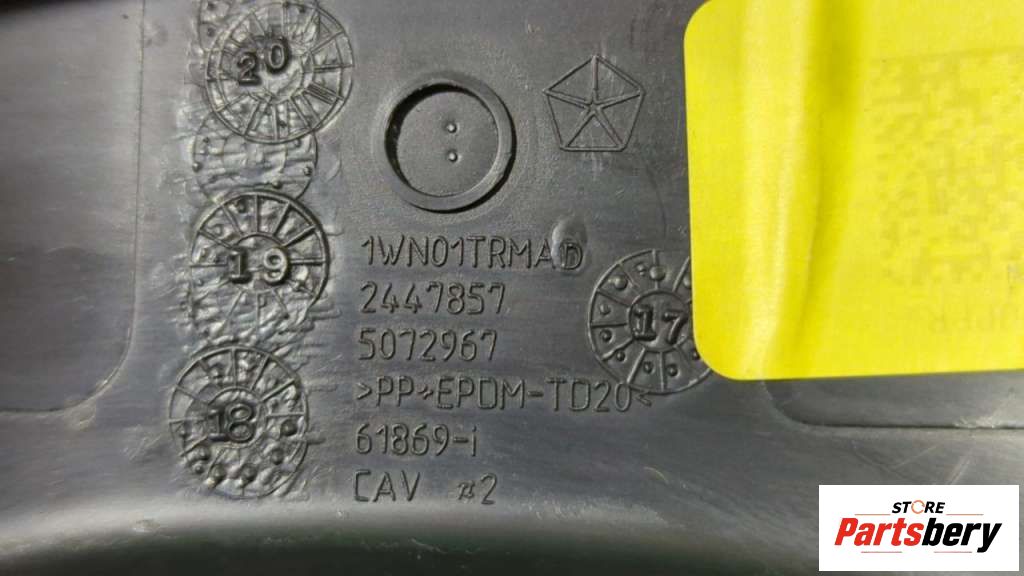 20
1WN01TRMAD
19
2447857
17
5072967
>PP+EPDM-TD20<
18
61869-i
CAV #2
STORE
Partsbery